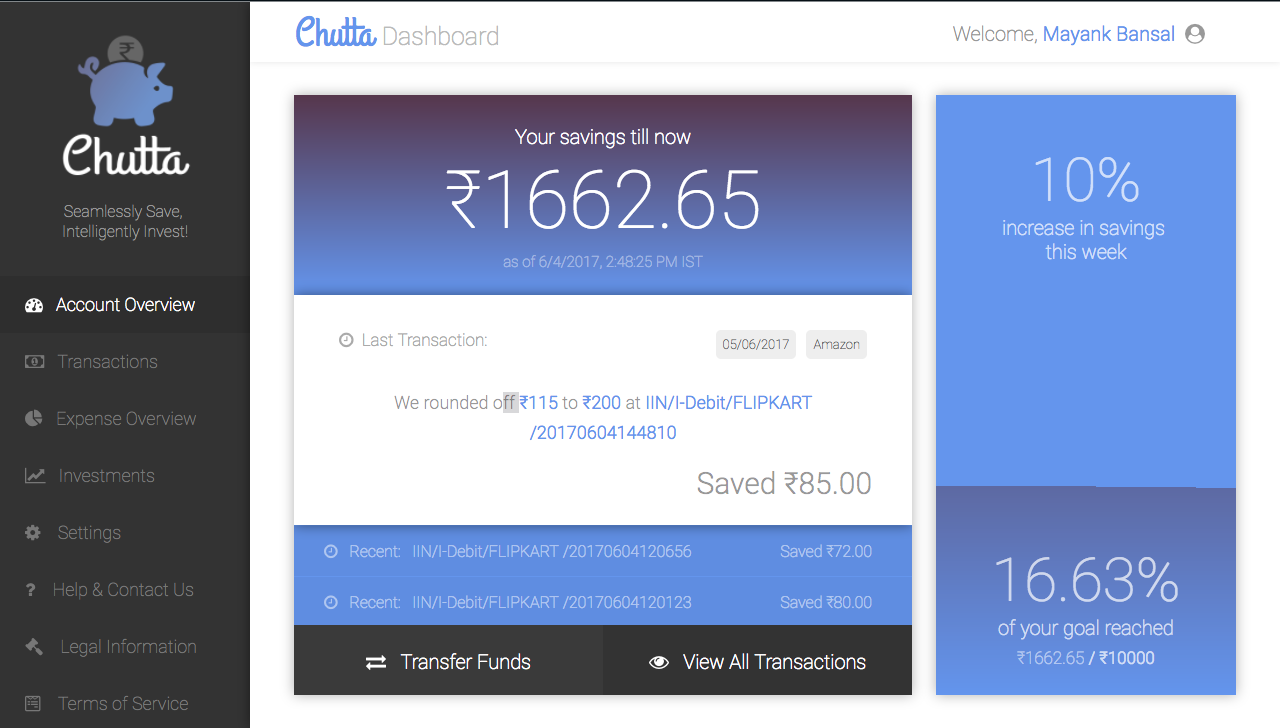 Chutta
Seamlessly Save,
Intelligently Invest!
Account Overview
Transactions
Expense Overview
Investments
Settings
? Help & Contact Us
Legal Information
Terms of Service
Chutta Dashboard
Welcome, Mayank Bansal
Your savings till now
₹1662.65
as of 6/4/2017, 2:48:25 PM IST
Last Transaction: 05/06/2017 Amazon
We rounded off ₹115 to ₹200 at IIN/I-Debit/FLIPKART
/20170604144810
Saved ₹85.00
Recent: IIN/I-Debit/FLIPKART /20170604120656 Saved ₹72.00
Recent: IIN/I-Debit/FLIPKART /20170604120123 Saved ₹80.00
Transfer Funds
View All Transactions
10%
increase in savings
this week
16.63%
of your goal reached
₹1662.65 / ₹10000